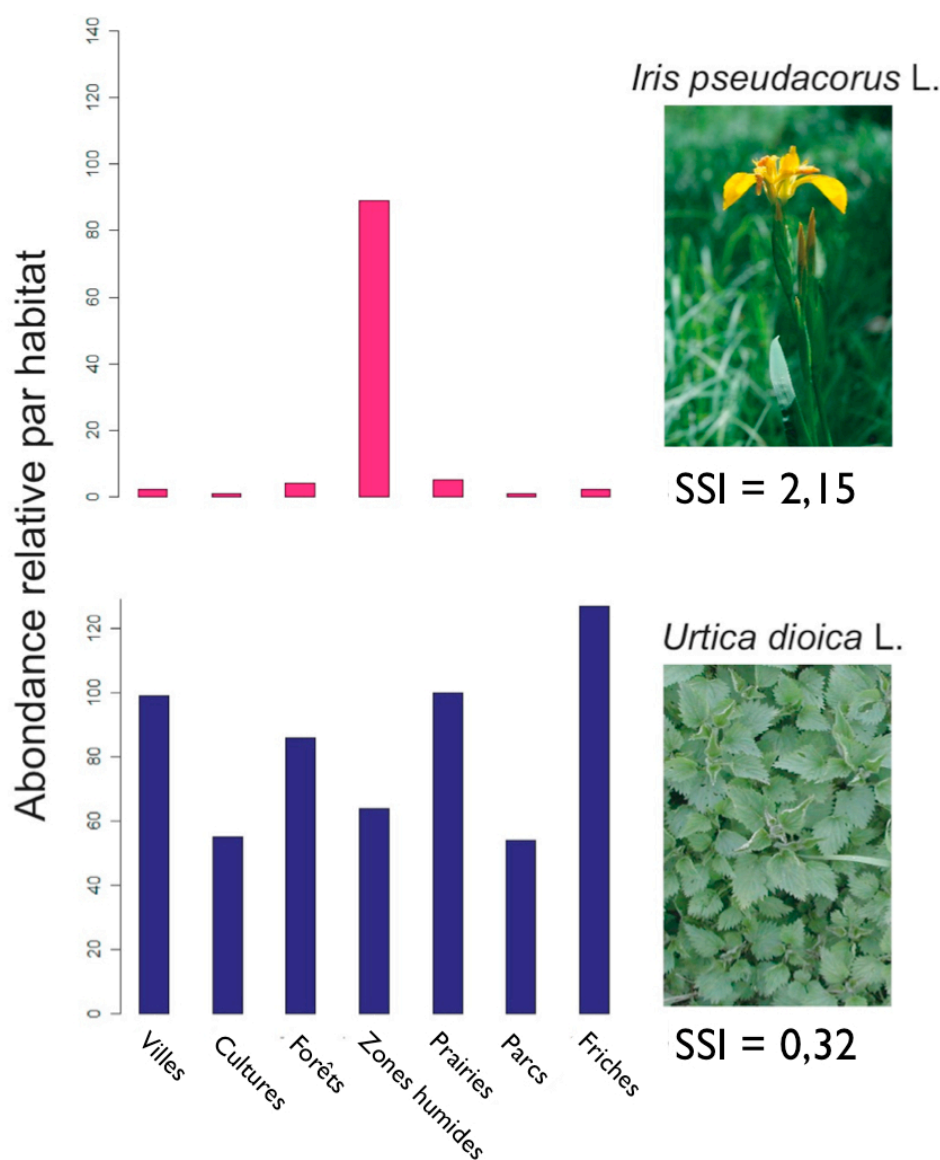 Abondance relative par habitat
140
120
100
80
60
40
20
0
Iris pseudacorus L.
SSI = 2,15
120
100
80
60
40
20
0
Urtica dioica L.
SSI = 0,32
Villes
Cultures
Forêts
Zones humides
Prairies
Parcs
Friches